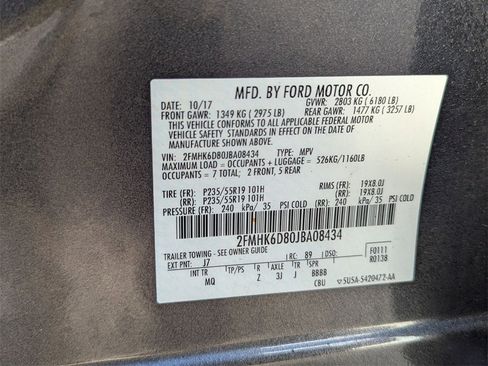 MFD. BY FORD MOTOR CO.
DATE: 10/17 GVWR: 2803 KG ( 6180 LB)
FRONT GAWR: 1349 KG ( 2975 LB) REAR GAWR: 1477 KG ( 3257 LB)
THIS VEHICLE CONFORMS TO ALL APPLICABLE FEDERAL MOTOR
VEHICLE SAFETY STANDARDS IN EFFECT ON THE DATE OF
MANUFACTURE SHOWN ABOVE.
VIN: 2FMHK6D80JBA08434 TYPE: MPV
MAXIMUM LOAD= OCCUPANTS + LUGGAGE = 526KG/1160LB
OCCUPANTS = 7 TOTAL; 2 FRONT, 5 REAR
TIRE (FR): P235/55R19 101H RIMS (FR): 19X8.0J
P235/55R19 101H 19X8.0J
PRESSURE (FR): 240 kPa/ 35 PSI COLD 240 kPa/ 35 PSI COLD
2FMHK6D80JBA08434
TRAILER TOWING - SEE OWNER GUIDE
EXT PNT: J7 RC: 89 DSO: F0111
R0138
INT TR TP/PS R AXLE TR SPR
MQ Z 3J J BBBB
CBU 5U5A-5420472-AA